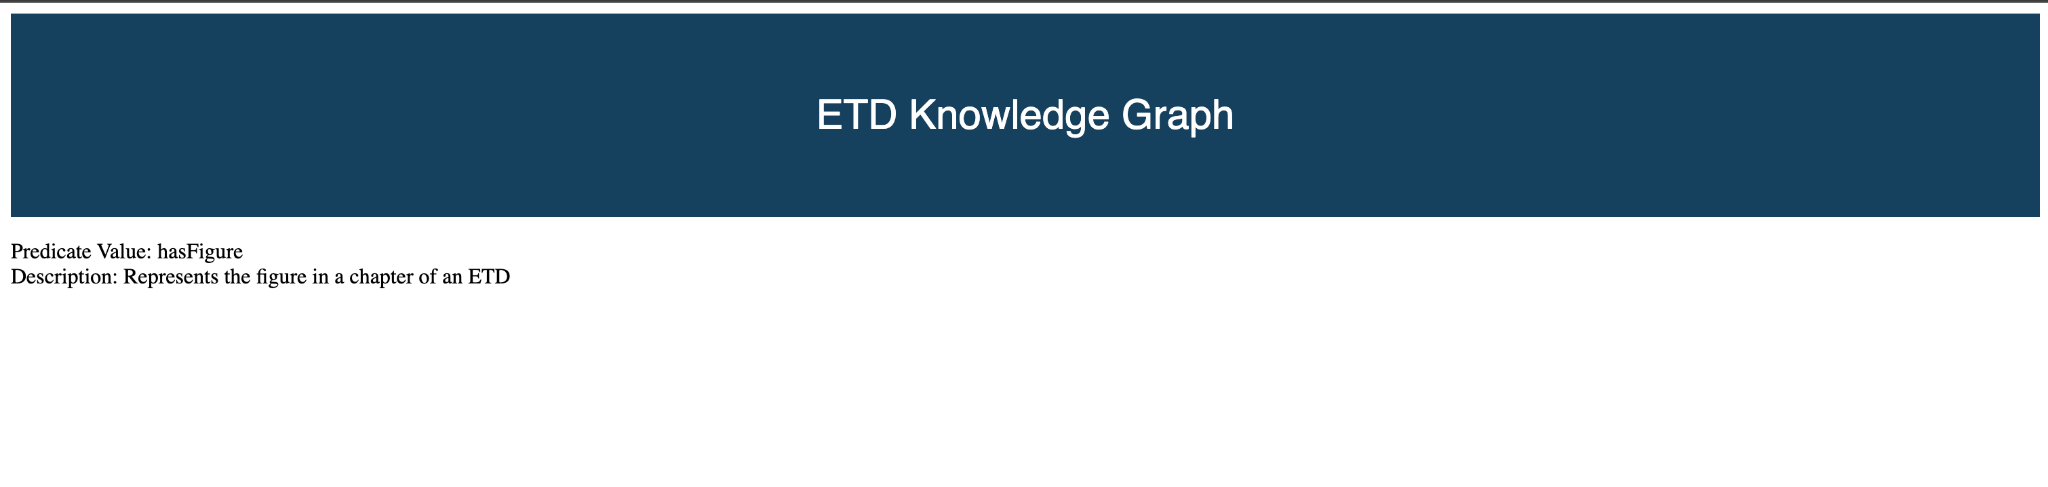 ETD Knowledge Graph
Predicate Value: hasFigure
Description: Represents the figure in a chapter of an ETD